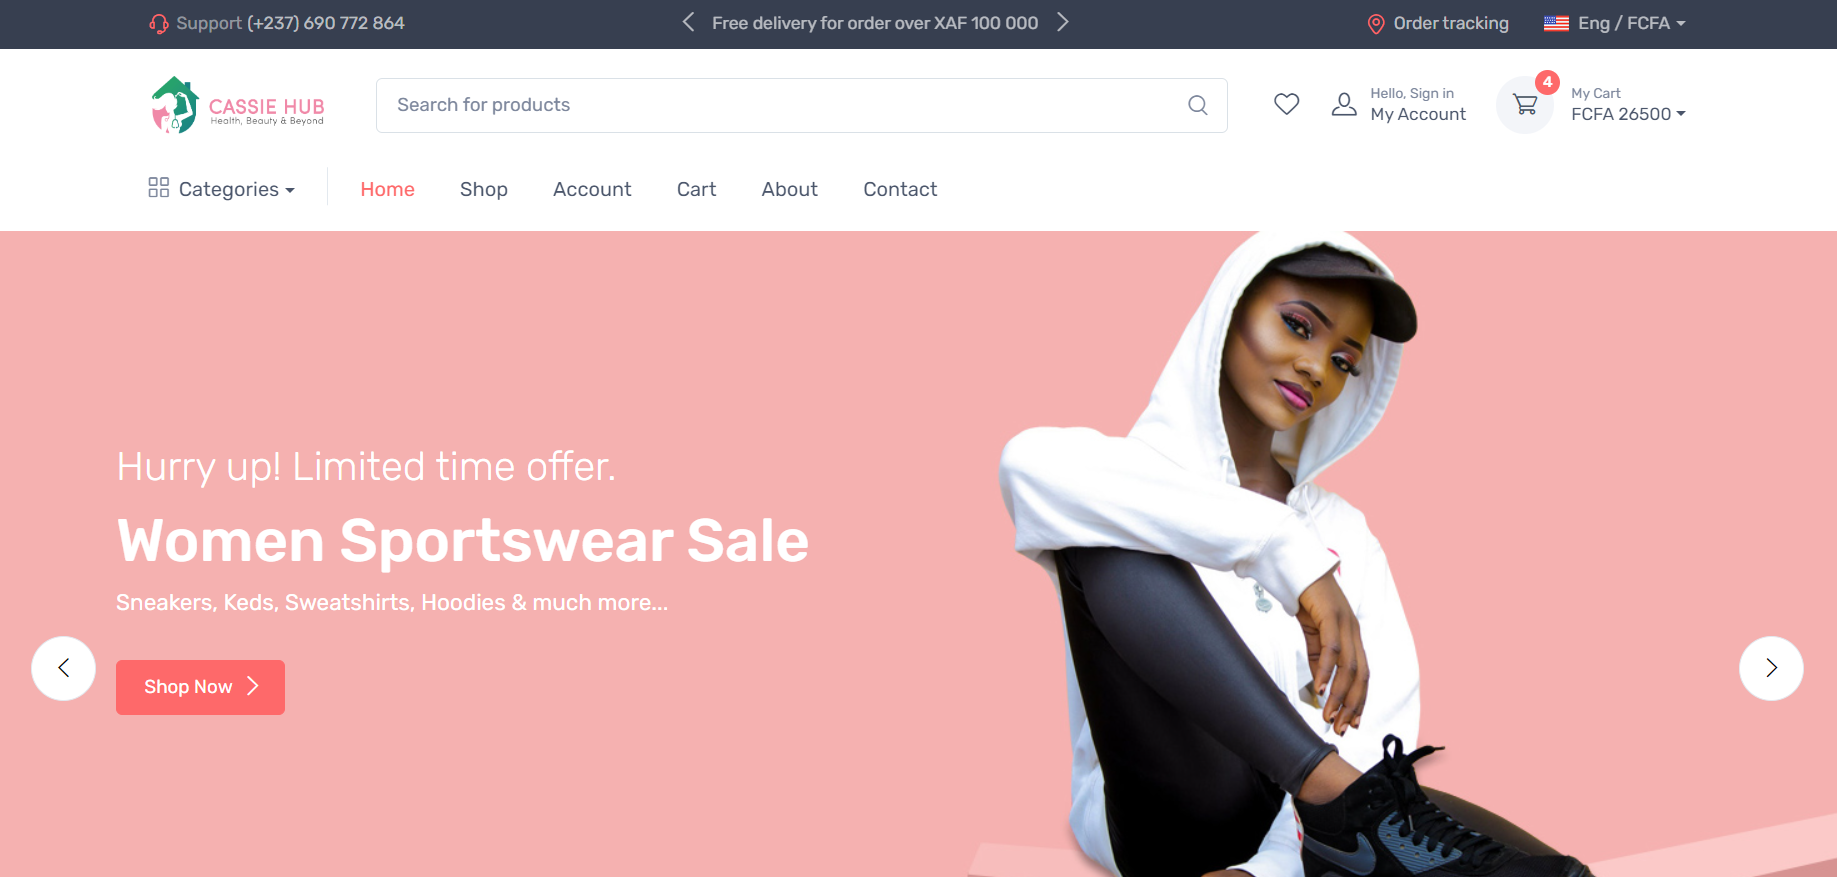 Support (+237) 690 772 864
Free delivery for order over XAF 100 000
Order tracking
Eng / FCFA
CASSIE HUB
Health, Beauty & Beyond
Search for products
Hello, Sign in
My Account
4
My Cart
FCFA 26500
Categories
Home
Shop
Account
Cart
About
Contact
Hurry up! Limited time offer.
Women Sportswear Sale
Sneakers, Keds, Sweatshirts, Hoodies & much more...
Shop Now